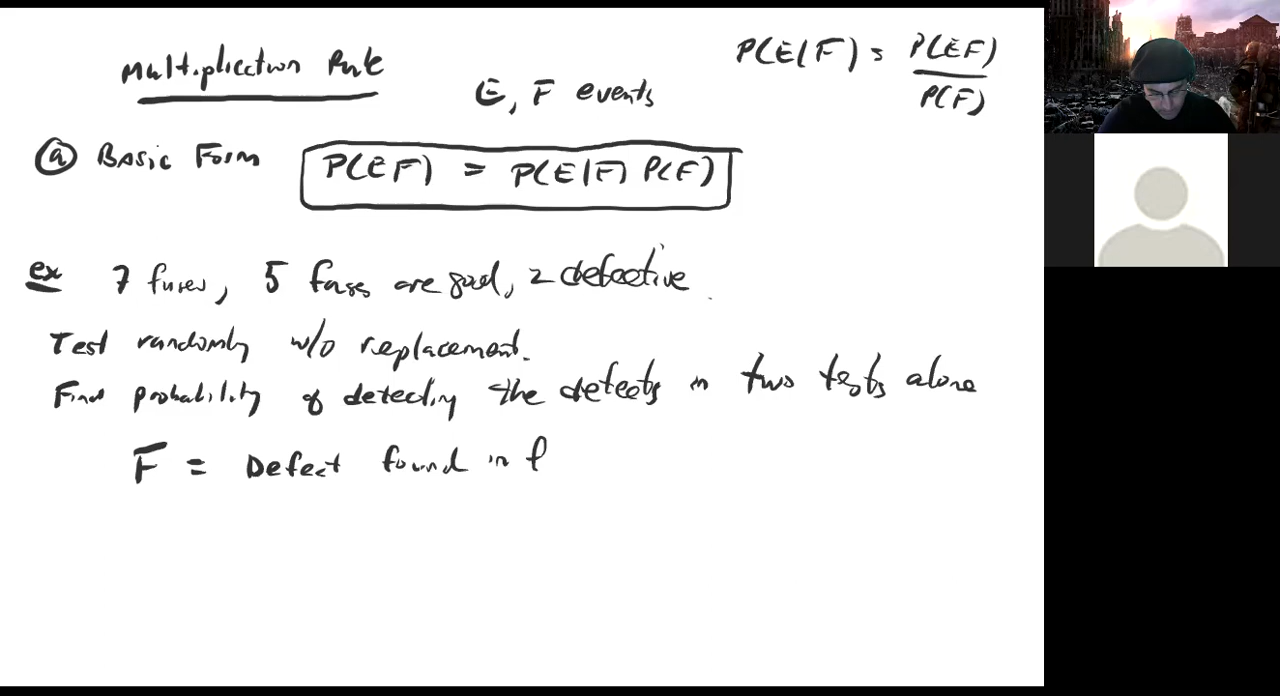 Multiplication Rule
P(E|F) = P(EF) / P(F)
E, F events
(a) Basic Form P(EF) = P(E|F) P(F)
ex 7 fuses, 5 fuses are good, 2 defective.
Test randomly w/o replacement.
Find probability of detecting the defects in two tests alone
F = Defect found in f